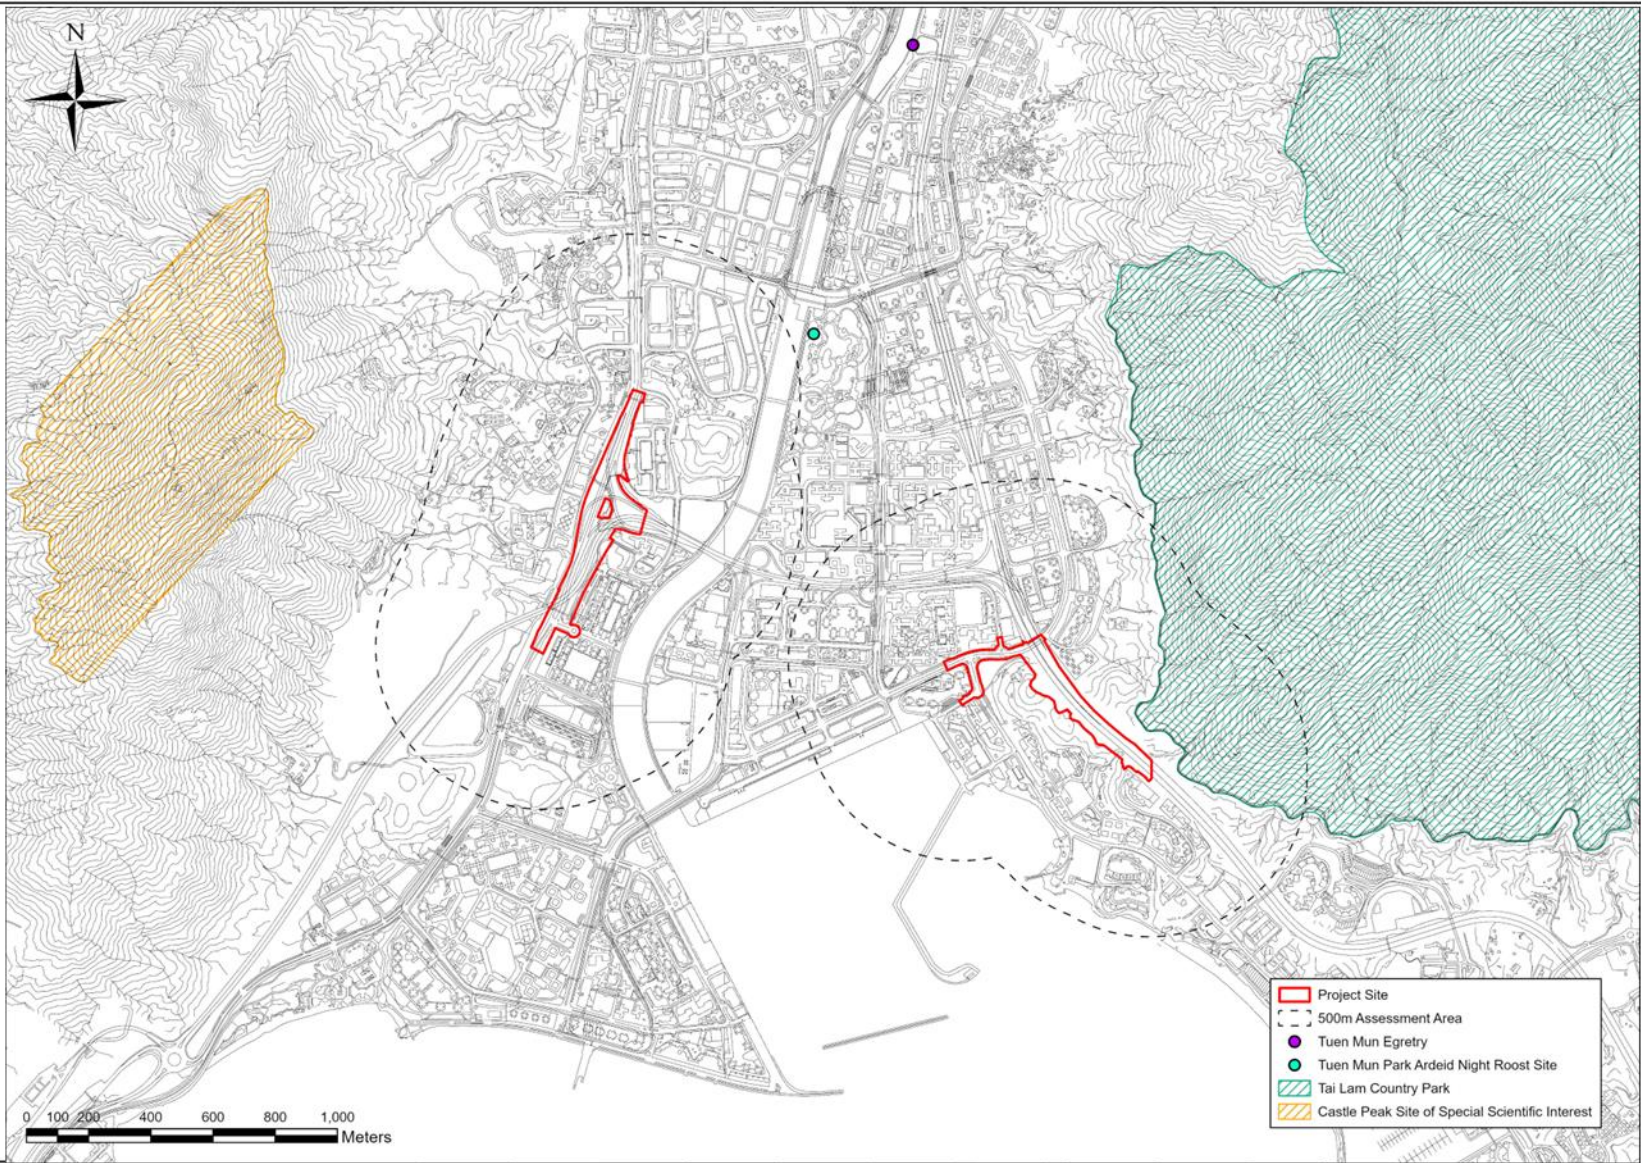 N
Project Site
500m Assessment Area
Tuen Mun Egretry
Tuen Mun Park Ardeid Night Roost Site
Tai Lam Country Park
Castle Peak Site of Special Scientific Interest
0 100 200 400 600 800 1,000
Meters